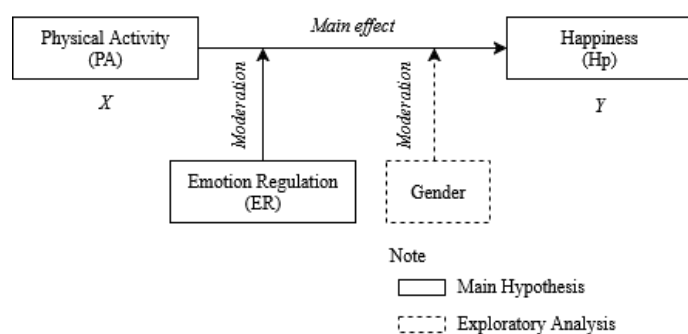 Main effect
Physical Activity
(PA)
Happiness
(Hp)
X
Y
Moderation
Moderation
Emotion Regulation
(ER)
Gender
Note
Main Hypothesis
Exploratory Analysis